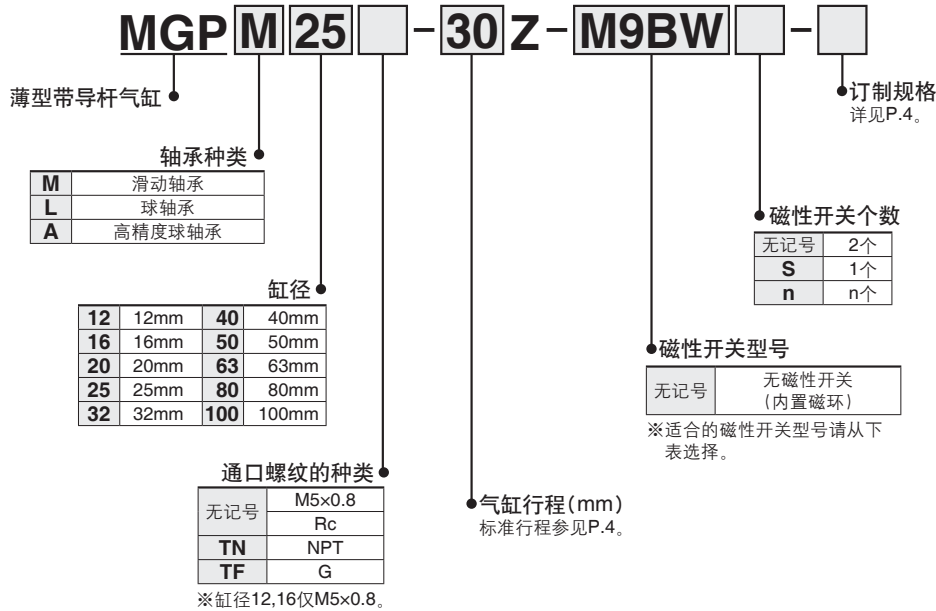 MGP M 25 - 30 Z - M9BW -
薄型带导杆气缸
订制规格
详见P.4。
轴承种类
M 滑动轴承
L 球轴承
A 高精度球轴承
磁性开关个数
无记号 2个
S 1个
n n个
缸径
12 12mm 40 40mm
16 16mm 50 50mm
20 20mm 63 63mm
25 25mm 80 80mm
32 32mm 100 100mm
磁性开关型号
无记号 无磁性开关
(内置磁环)
※适合的磁性开关型号请从下
表选择。
通口螺纹的种类
无记号 M5×0.8
Rc
TN NPT
TF G
※缸径12,16仅M5×0.8。
气缸行程(mm)
标准行程参见P.4。